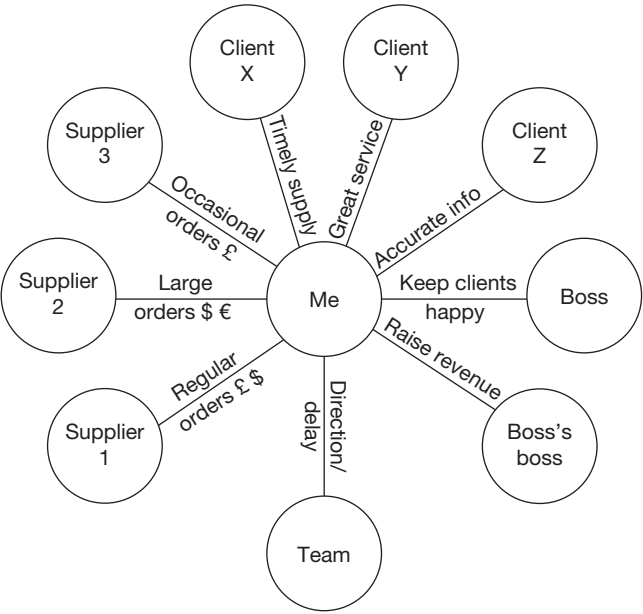 Client
X
Client
Y
Supplier
3
Client
Z
Timely supply
Great service
Occasional
orders £
Accurate info
Supplier
2
Large
orders $ €
Me
Keep clients
happy
Boss
Regular
orders £ $
Raise revenue
Supplier
1
Direction/
delay
Boss's
boss
Team